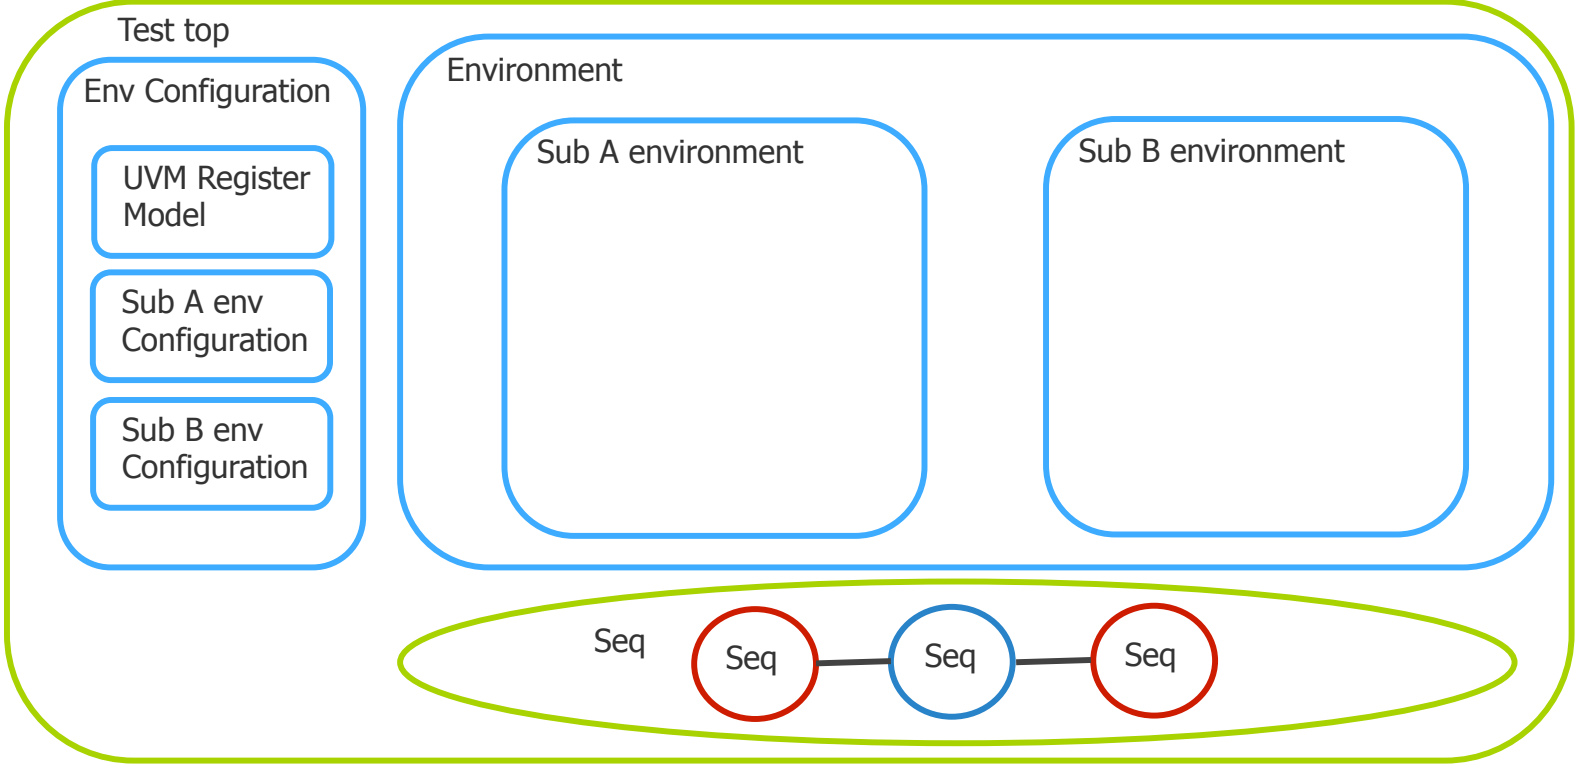 Test top
Env Configuration
UVM Register
Model
Sub A env
Configuration
Sub B env
Configuration
Environment
Sub A environment
Sub B environment
Seq
Seq
Seq
Seq